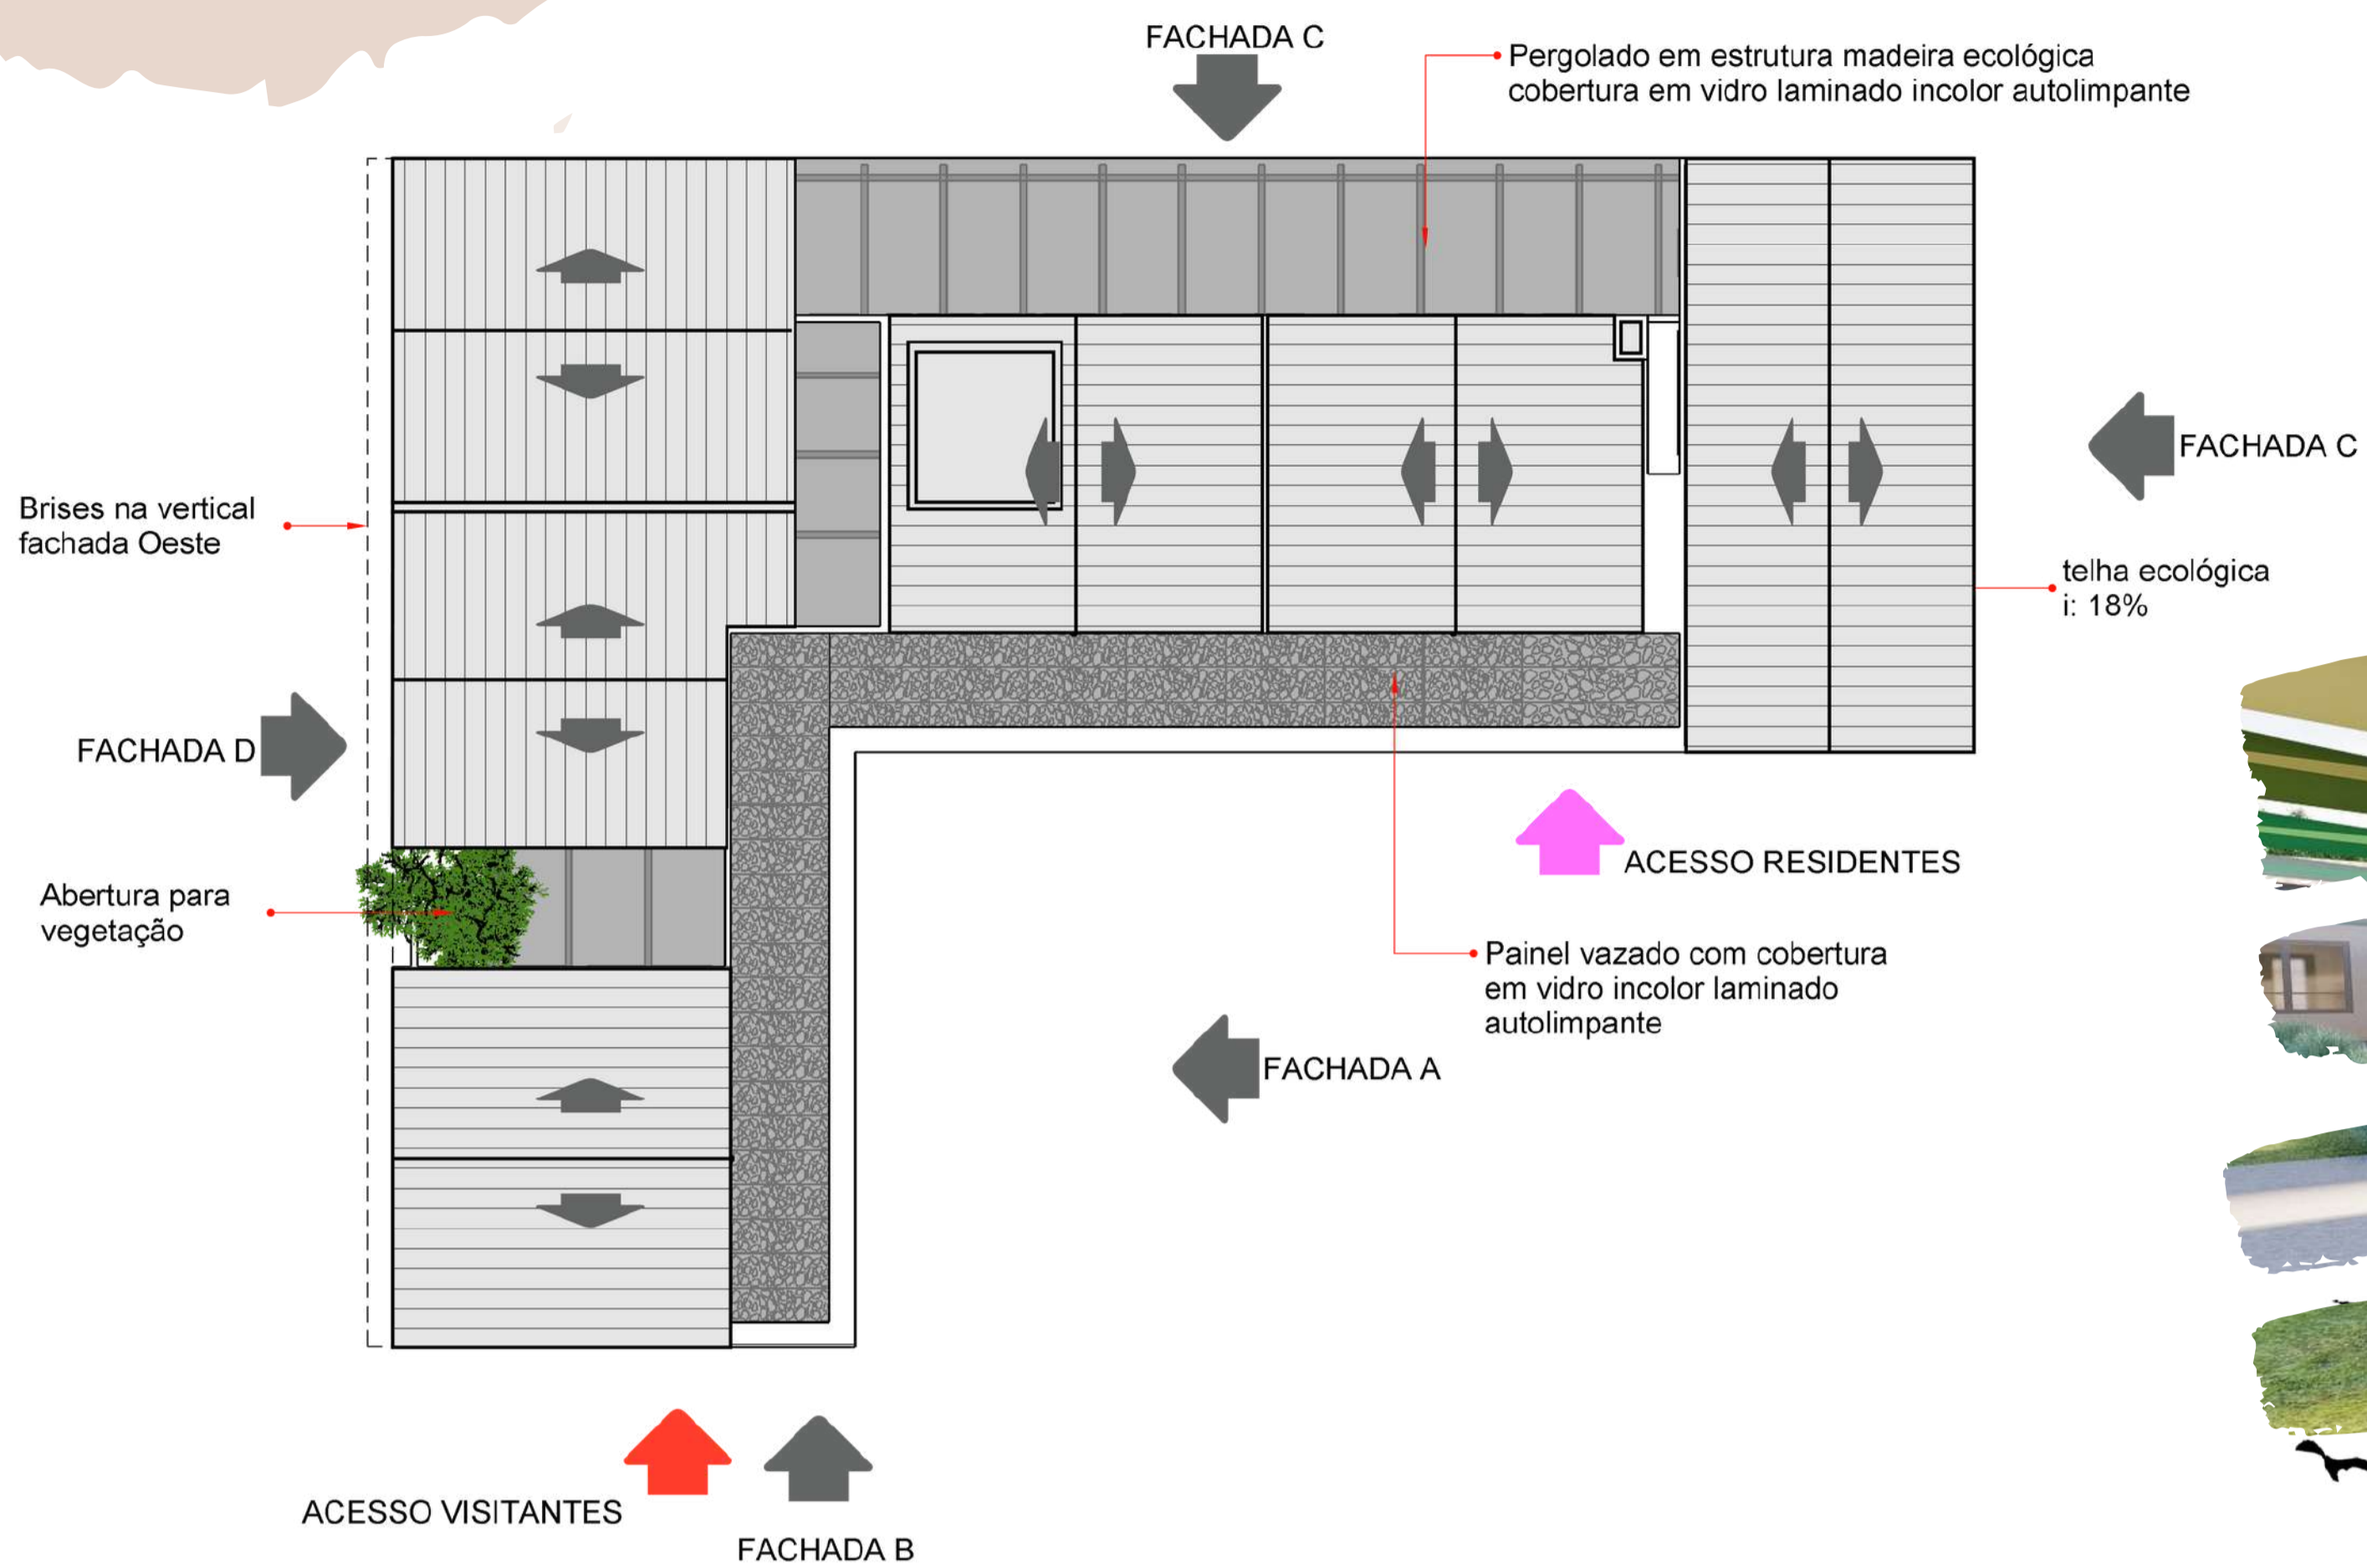 FACHADA C
Pergolado em estrutura madeira ecológica
cobertura em vidro laminado incolor autolimpante
FACHADA C
Brises na vertical
fachada Oeste
telha ecológica
i: 18%
FACHADA D
ACESSO RESIDENTES
Abertura para
vegetação
Painel vazado com cobertura
em vidro incolor laminado
autolimpante
FACHADA A
ACESSO VISITANTES
FACHADA B